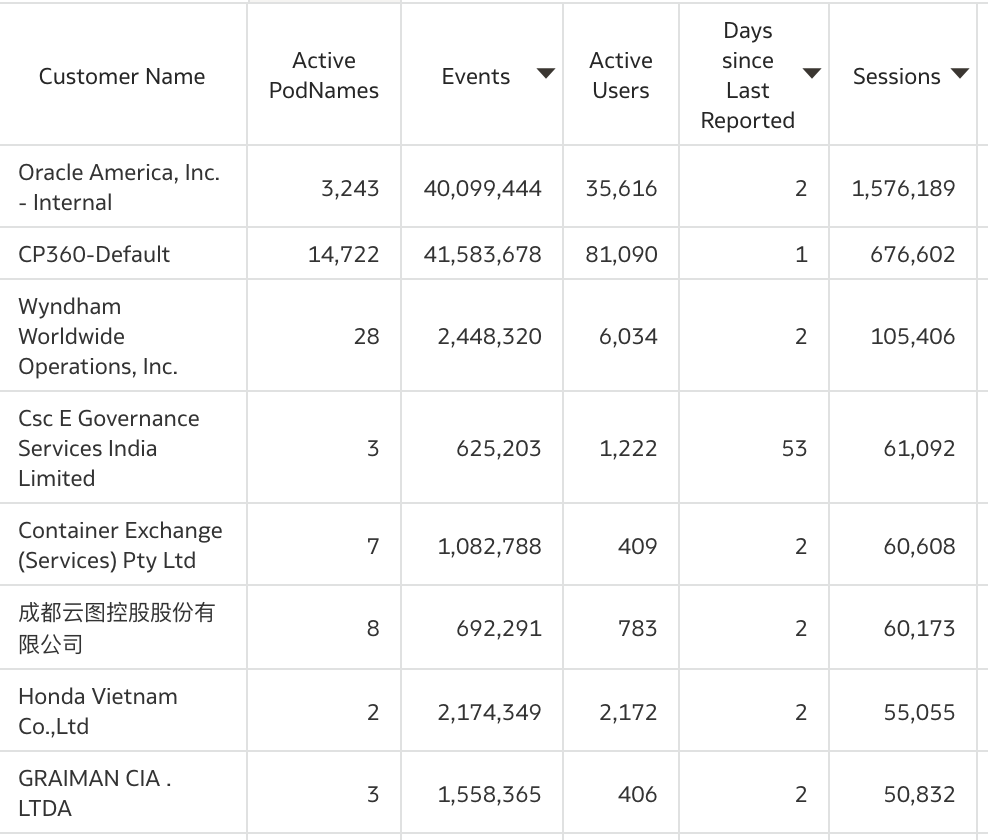 Customer Name Active PodNames Events Active Users Days since Last Reported Sessions
Oracle America, Inc. - Internal 3,243 40,099,444 35,616 2 1,576,189
CP360-Default 14,722 41,583,678 81,090 1 676,602
Wyndham Worldwide Operations, Inc. 28 2,448,320 6,034 2 105,406
Csc E Governance Services India Limited 3 625,203 1,222 53 61,092
Container Exchange (Services) Pty Ltd 7 1,082,788 409 2 60,608
成都云图控股股份有限公司 8 692,291 783 2 60,173
Honda Vietnam Co.,Ltd 2 2,174,349 2,172 2 55,055
GRAIMAN CIA . LTDA 3 1,558,365 406 2 50,832